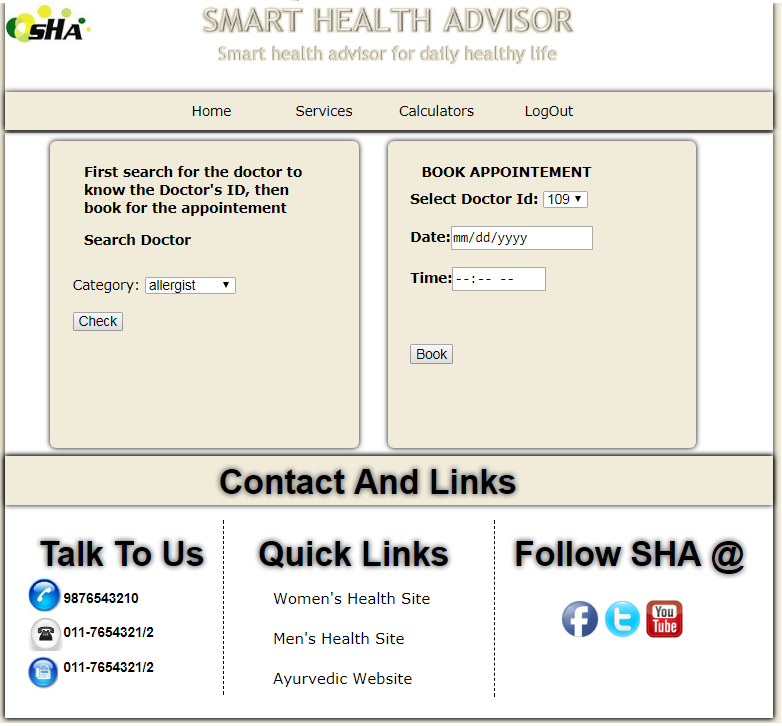 SHA
SMART HEALTH ADVISOR
Smart health advisor for daily healthy life
Home Services Calculators LogOut
First search for the doctor to
know the Doctor's ID, then
book for the appointement
Search Doctor
Category: allergist
Check
BOOK APPOINTEMENT
Select Doctor Id: 109
Date: mm/dd/yyyy
Time: --:-- --
Book
Contact And Links
Talk To Us
9876543210
011-7654321/2
011-7654321/2
Quick Links
Women's Health Site
Men's Health Site
Ayurvedic Website
Follow SHA @
f
t
You
Tube